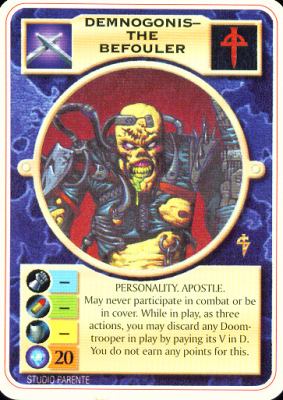 DEMNOGONIS—
THE
BEFOULER
PERSONALITY. APOSTLE.
May never participate in combat or be
in cover. While in play, as three
actions, you may discard any Doom-
trooper in play by paying its V in D.
You do not earn any points for this.
–
–
–
20
STUDIO PARENTE